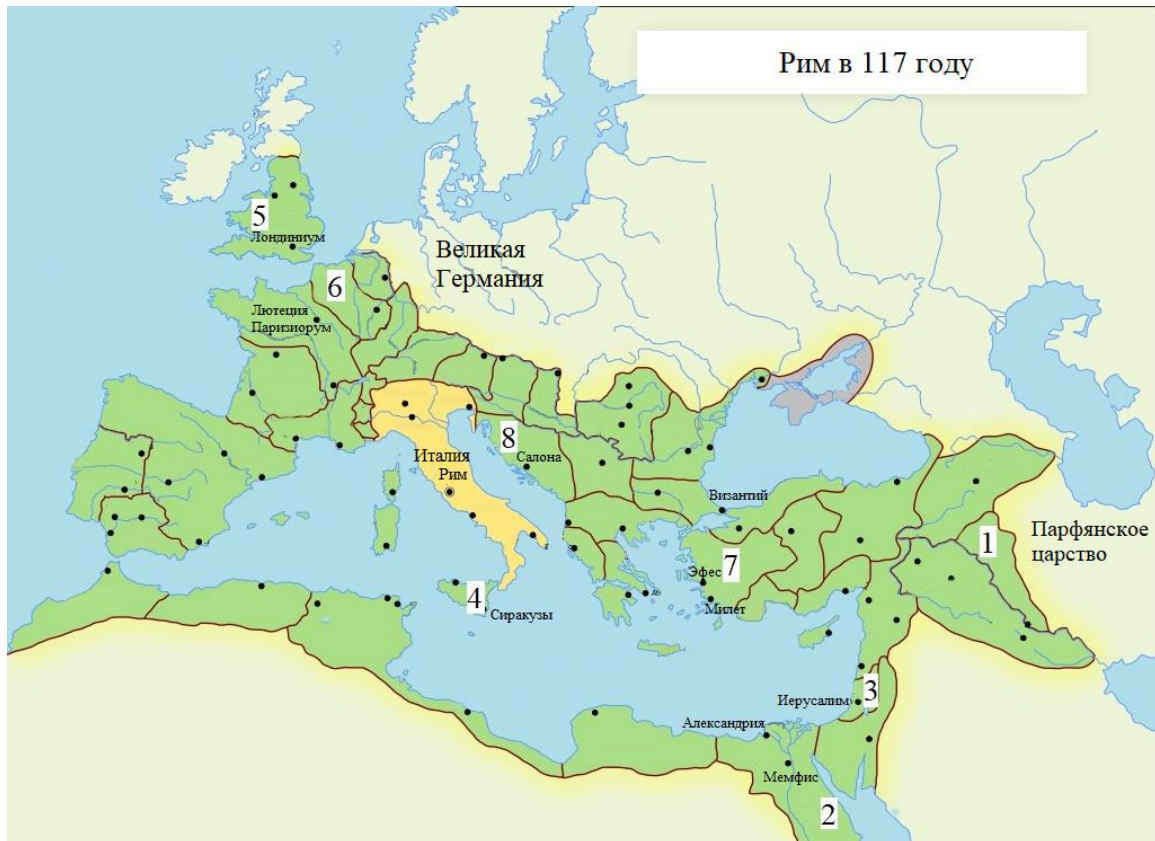 Рим в 117 году
5
Лондиниум
Великая
Германия
6
Лютеция
Паризиорум
8
Италия
Рим
Салона
Византий
1
Парфянское
царство
7
Эфес
Милет
4
Сиракузы
3
Иерусалим
Александрия
Мемфис
2